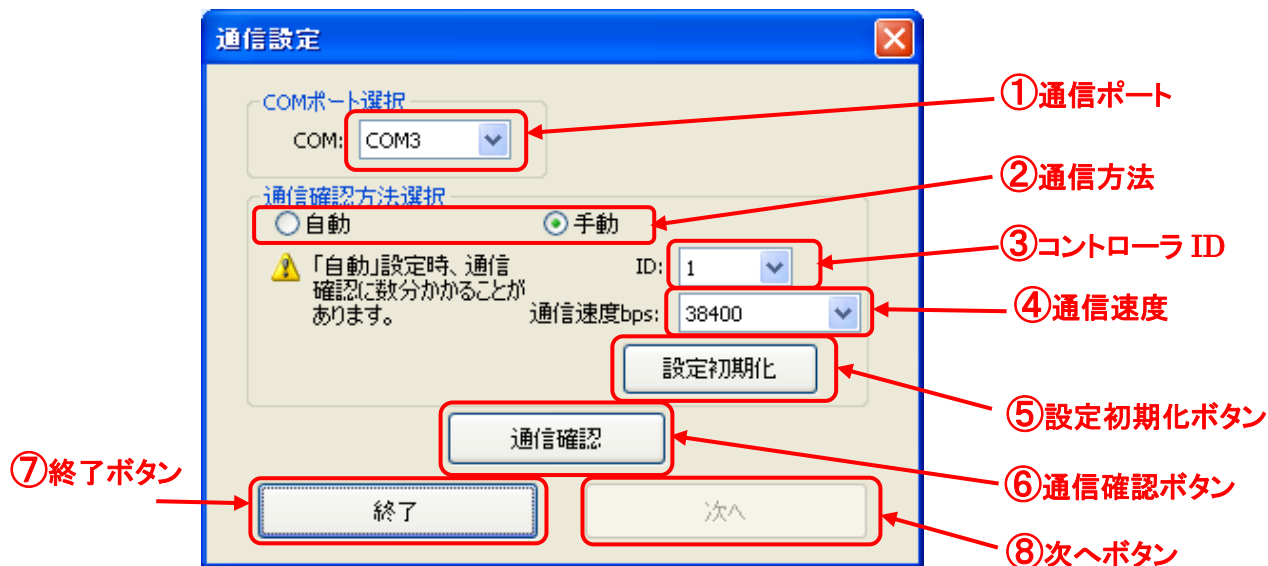 通信設定
COMポート選択
COM: COM3
①通信ポート
通信確認方法選択
自動 手動
②通信方法
「自動」設定時、通信
確認に数分かかることが
あります。
ID: 1
③コントローラ ID
通信速度bps: 38400
④通信速度
設定初期化
⑤設定初期化ボタン
通信確認
⑥通信確認ボタン
⑦終了ボタン
終了
次へ
⑧次へボタン